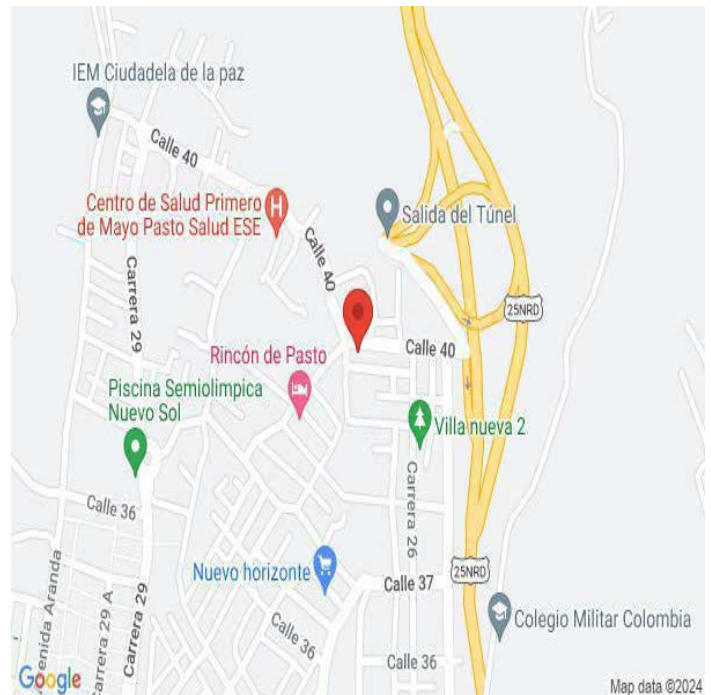 IEM Ciudadela de la paz
Calle 40
Centro de Salud Primero
de Mayo Pasto Salud ESE
Salida del Túnel
Calle 40
Carrera 29
25NRD
Calle 40
Rincón de Pasto
Piscina Semiolimpica
Nuevo Sol
Villa nueva 2
Carrera 26
Calle 36
Nuevo horizonte
Calle 37
25NRD
Avenida Aranda
Carrera 29 A
Carrera 29
Calle 36
Colegio Militar Colombia
Calle 36
Google
Map data ©2024